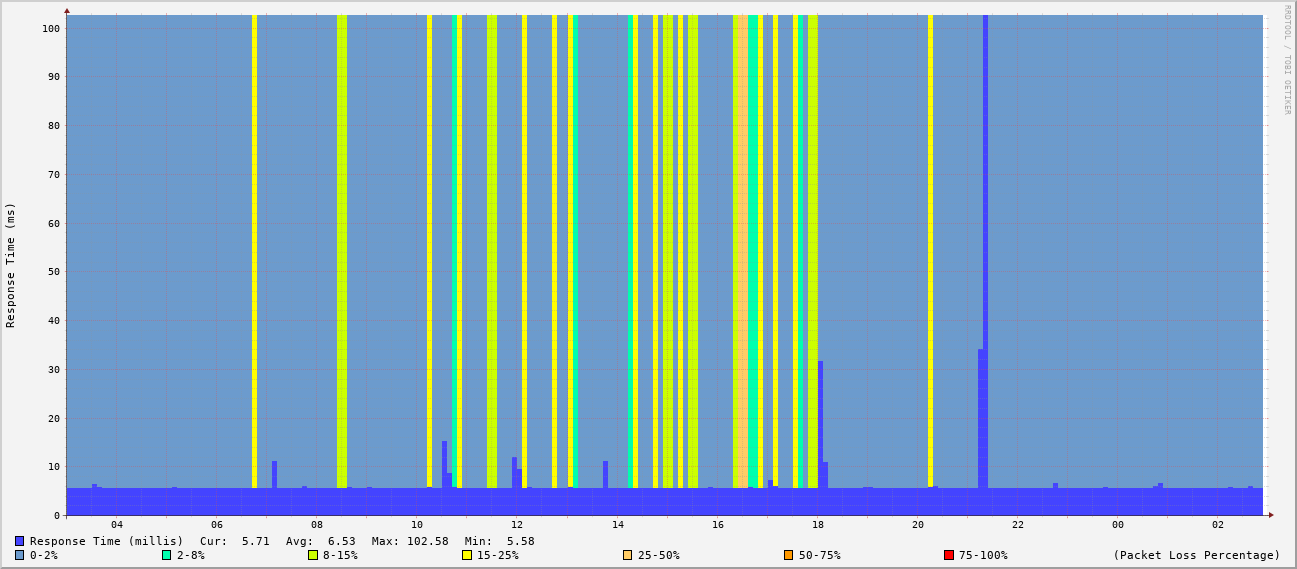 RRDTOOL / TOBI OETIKER
Response Time (ms)
100
90
80
70
60
50
40
30
20
10
0
04 06 08 10 12 14 16 18 20 22 00 02
Response Time (millis) Cur: 5.71 Avg: 6.53 Max: 102.58 Min: 5.58
0-2% 2-8% 8-15% 15-25% 25-50% 50-75% 75-100% (Packet Loss Percentage)